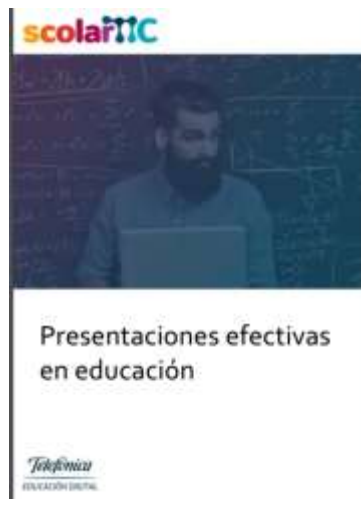 scolarTIC
Presentaciones efectivas
en educación
Telefónica
EDUCACIÓN DIGITAL